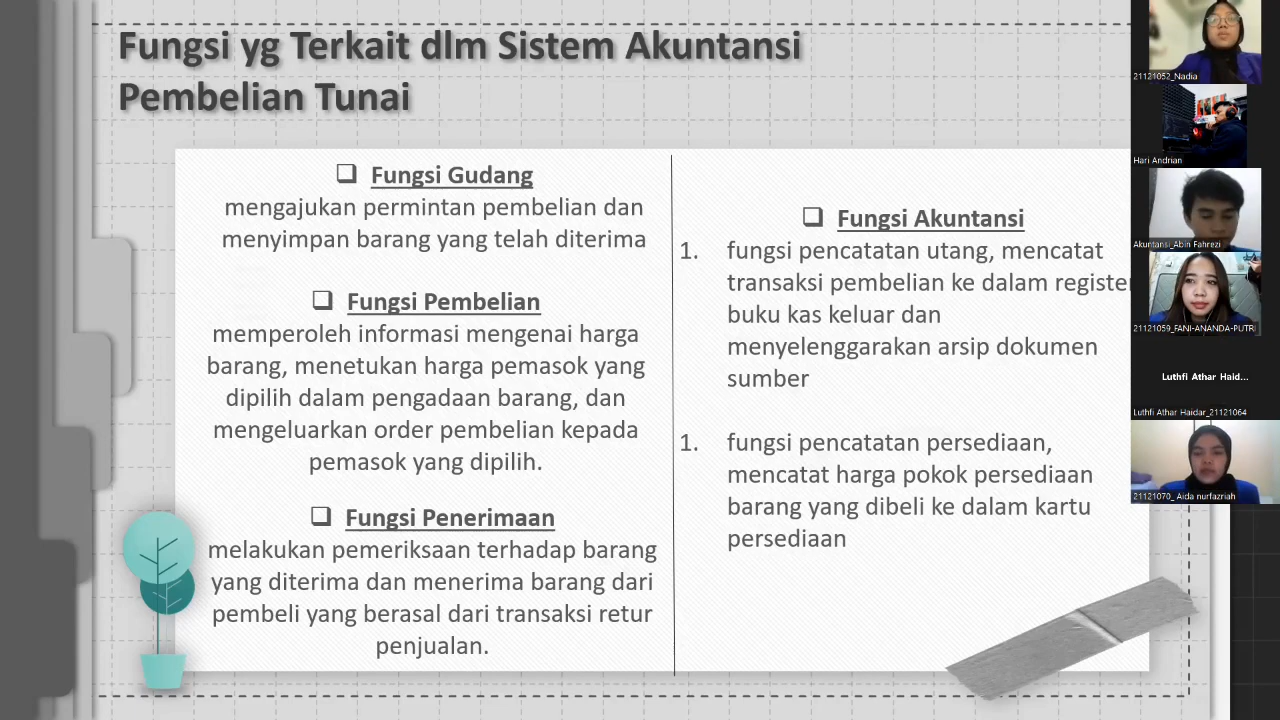 Fungsi yg Terkait dlm Sistem Akuntansi
Pembelian Tunai
❑ Fungsi Gudang
mengajukan permintan pembelian dan
menyimpan barang yang telah diterima
❑ Fungsi Pembelian
memperoleh informasi mengenai harga
barang, menetukan harga pemasok yang
dipilih dalam pengadaan barang, dan
mengeluarkan order pembelian kepada
pemasok yang dipilih.
❑ Fungsi Penerimaan
melakukan pemeriksaan terhadap barang
yang diterima dan menerima barang dari
pembeli yang berasal dari transaksi retur
penjualan.
❑ Fungsi Akuntansi
1. fungsi pencatatan utang, mencatat
transaksi pembelian ke dalam register
buku kas keluar dan
menyelenggarakan arsip dokumen
sumber
1. fungsi pencatatan persediaan,
mencatat harga pokok persediaan
barang yang dibeli ke dalam kartu
persediaan
21121052_Nadia
Hari Andrian
Akuntansi_Abin Fahrezi
21121059_FANI-ANANDA-PUTRI
Luthfi Athar Haid...
Luthfi Athar Haidar_21121064
21121070_ Aida nurfazriah